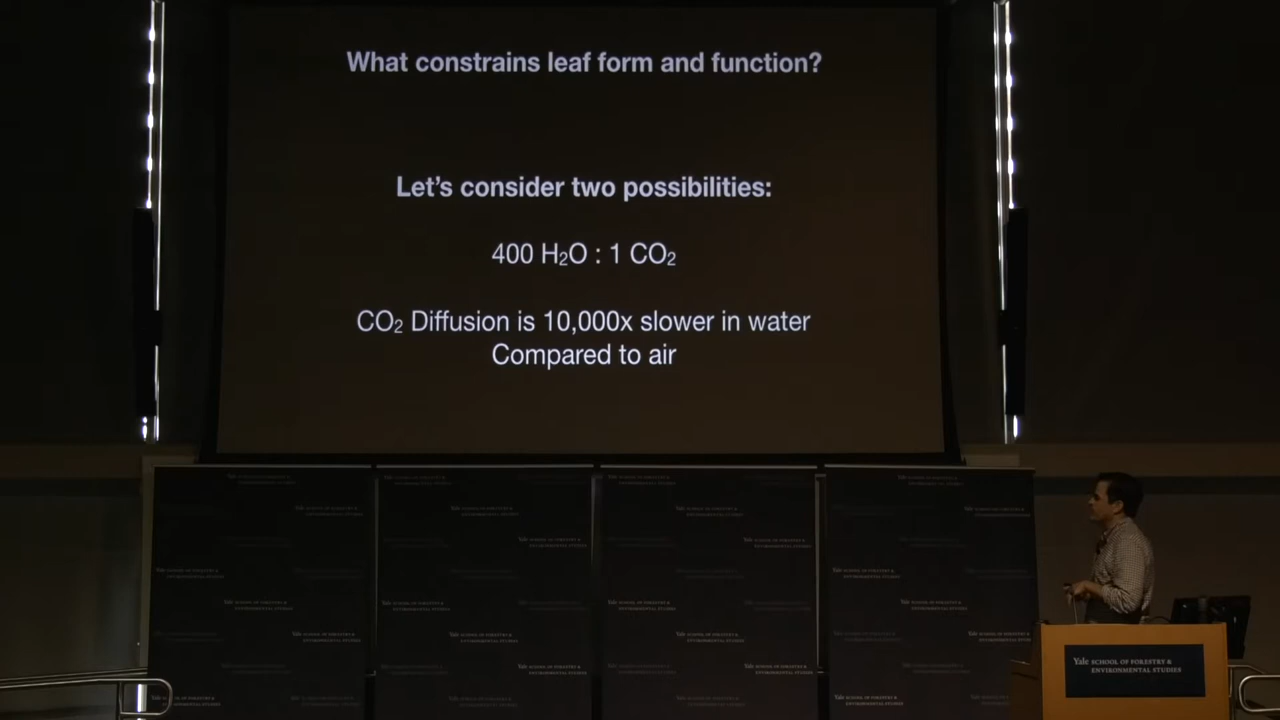 What constrains leaf form and function?
Let's consider two possibilities:
400 H₂O : 1 CO₂
CO₂ Diffusion is 10,000x slower in water
Compared to air
Yale SCHOOL OF FORESTRY &
ENVIRONMENTAL STUDIES